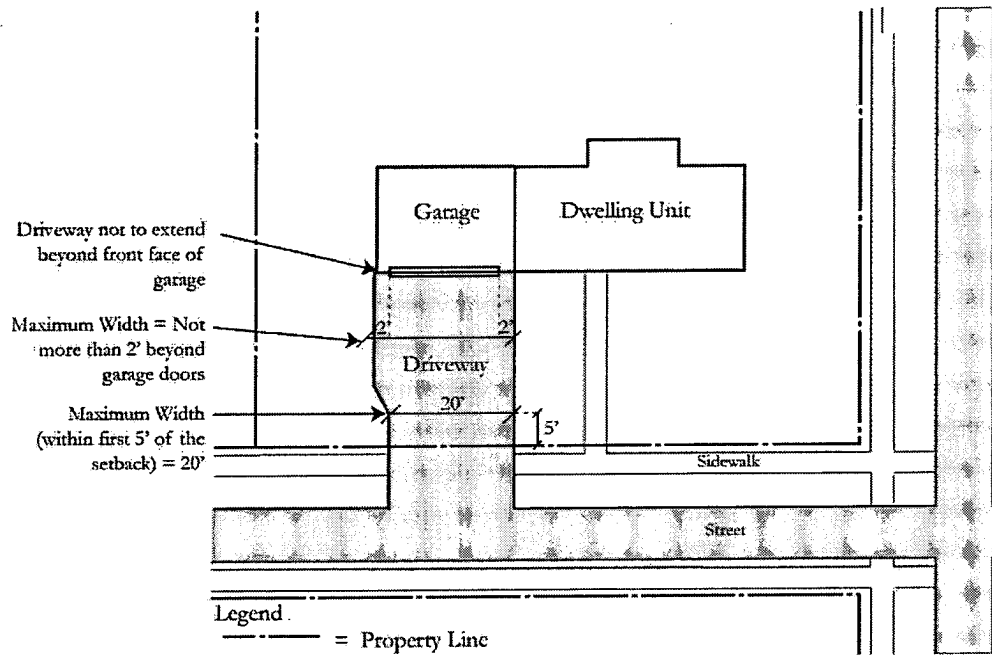 Garage
Dwelling Unit
Driveway not to extend
beyond front face of
garage
Maximum Width = Not
more than 2' beyond
garage doors
2'
2'
Driveway
Maximum Width
(within first 5' of the
setback) = 20'
20'
5'
Sidewalk
Street
Legend
= Property Line